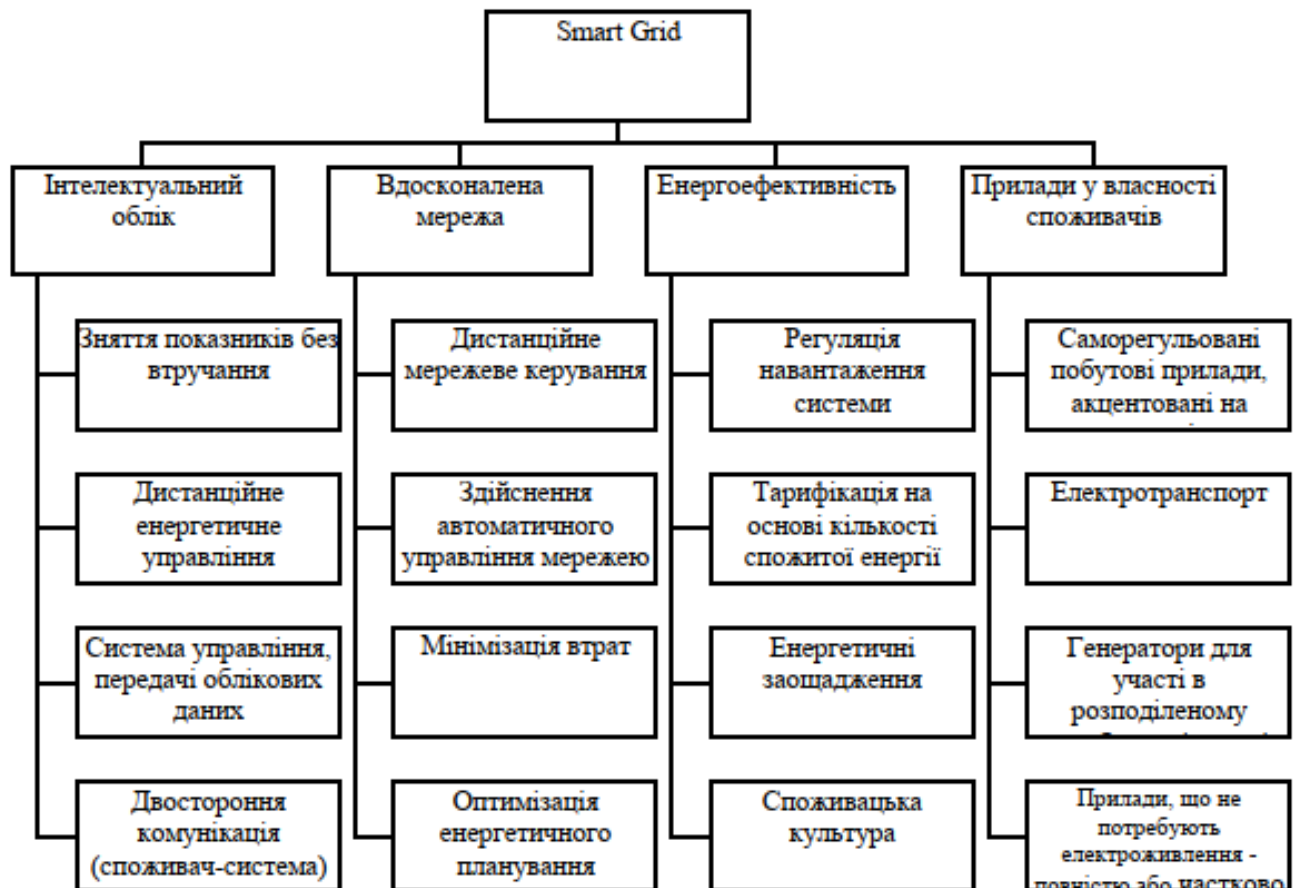 Smart Grid
Інтелектуальний
облік
Вдосконалена
мережа
Енергоефективність
Прилади у власності
споживачів
Зняття показників без
втручання
Дистанційне
мережеве керування
Регуляція
навантаження
системи
Саморегульовані
побутові прилади,
акцентовані на
Дистанційне
енергетичне
управління
Здійснення
автоматичного
управління мережею
Тарифікація на
основі кількості
спожитої енергії
Електротранспорт
Система управління,
передачі облікових
даних
Мінімізація втрат
Енергетичні
заощадження
Генератори для
участі в
розподіленому
Двостороння
комунікація
(споживач-система)
Оптимізація
енергетичного
планування
Споживацька
культура
Прилади, що не
потребують
електроживлення -
повністю або частково